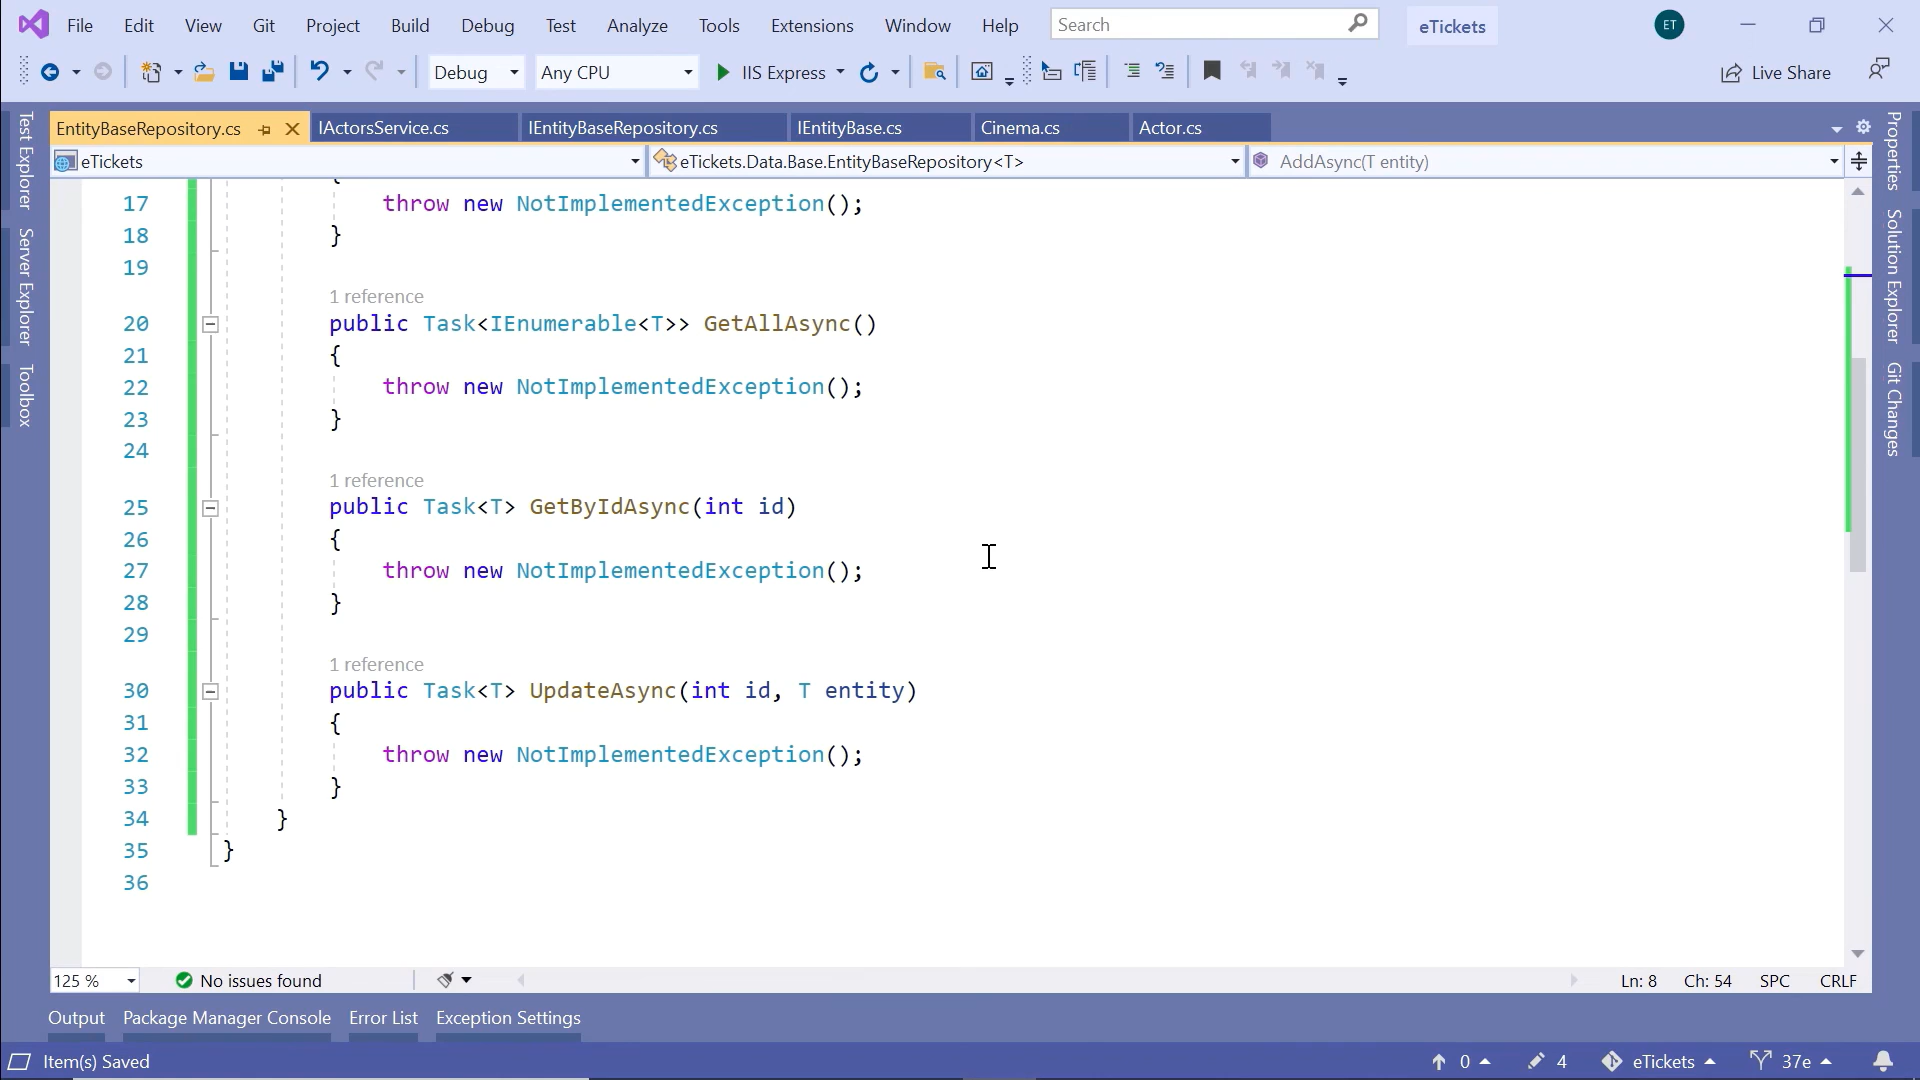 File Edit View Git Project Build Debug Test Analyze Tools Extensions Window Help Search eTickets ET
Debug Any CPU IIS Express Live Share
EntityBaseRepository.cs IActorsService.cs IEntityBaseRepository.cs IEntityBase.cs Cinema.cs Actor.cs
eTickets eTickets.Data.Base.EntityBaseRepository<T> AddAsync(T entity)
Test Explorer
Server Explorer
Toolbox
{
17 throw new NotImplementedException();
18 }
19
1 reference
20 public Task<IEnumerable<T>> GetAllAsync()
21 {
22 throw new NotImplementedException();
23 }
24
1 reference
25 public Task<T> GetByIdAsync(int id)
26 {
27 throw new NotImplementedException();
28 }
29
1 reference
30 public Task<T> UpdateAsync(int id, T entity)
31 {
32 throw new NotImplementedException();
33 }
34 }
35 }
36
Properties
Solution Explorer
Git Changes
125 % No issues found Ln: 8 Ch: 54 SPC CRLF
Output Package Manager Console Error List Exception Settings
Item(s) Saved 0 4 eTickets 37e